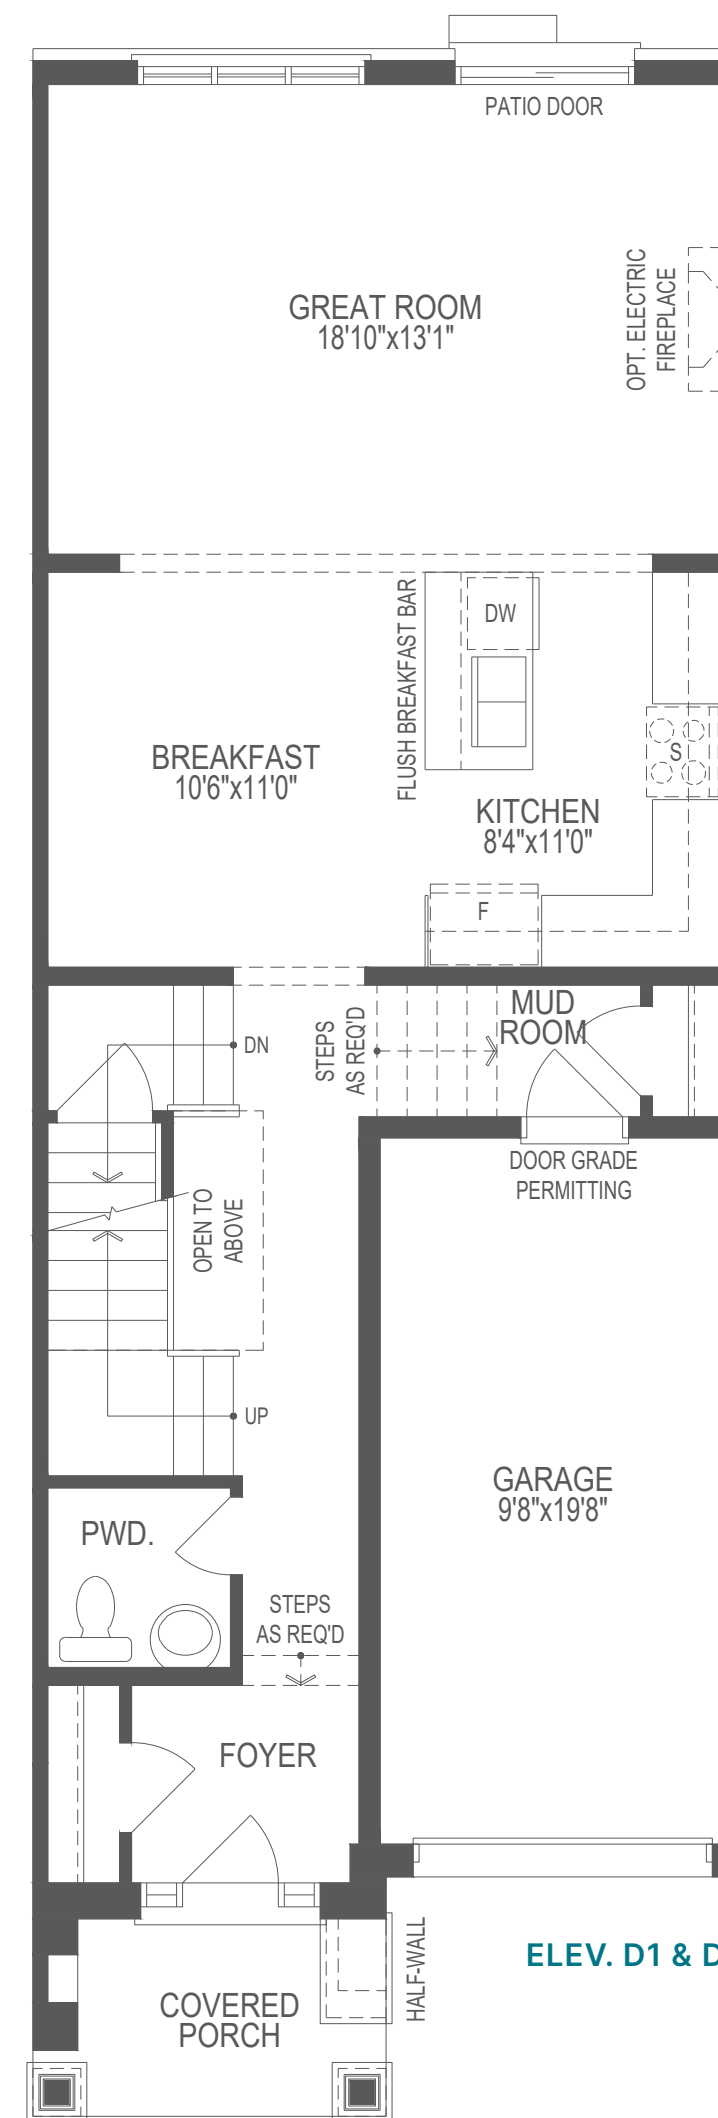 PATIO DOOR
GREAT ROOM
18'10"x13'1"
OPT. ELECTRIC
FIREPLACE
FLUSH BREAKFAST BAR
DW
BREAKFAST
10'6"x11'0"
S
KITCHEN
8'4"x11'0"
F
MUD
ROOM
STEPS
AS REQ'D
DN
DOOR GRADE
PERMITTING
OPEN TO
ABOVE
UP
GARAGE
9'8"x19'8"
PWD.
STEPS
AS REQ'D
FOYER
HALF-WALL
ELEV. D1 & D
COVERED
PORCH